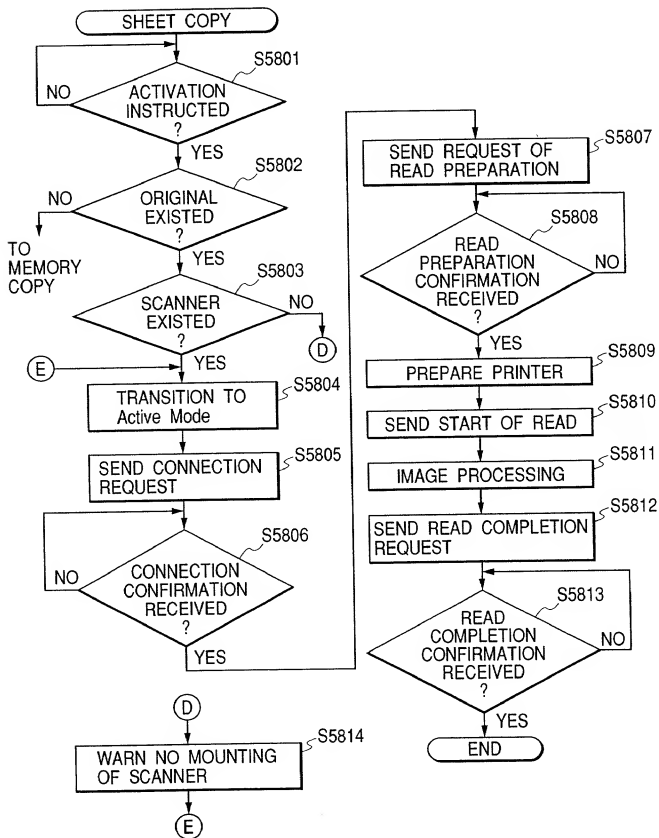 SHEET COPY
S5801
ACTIVATION
INSTRUCTED
?
NO
YES
S5802
ORIGINAL
EXISTED
?
NO
TO
MEMORY
COPY
YES
S5803
SCANNER
EXISTED
?
NO
D
YES
E
S5804
TRANSITION TO
Active Mode
S5805
SEND CONNECTION
REQUEST
S5806
CONNECTION
CONFIRMATION
RECEIVED
?
NO
YES
S5807
SEND REQUEST OF
READ PREPARATION
S5808
READ
PREPARATION
CONFIRMATION
RECEIVED
?
NO
YES
S5809
PREPARE PRINTER
S5810
SEND START OF READ
S5811
IMAGE PROCESSING
S5812
SEND READ COMPLETION
REQUEST
S5813
READ
COMPLETION
CONFIRMATION
RECEIVED
?
NO
YES
END
D
S5814
WARN NO MOUNTING
OF SCANNER
E